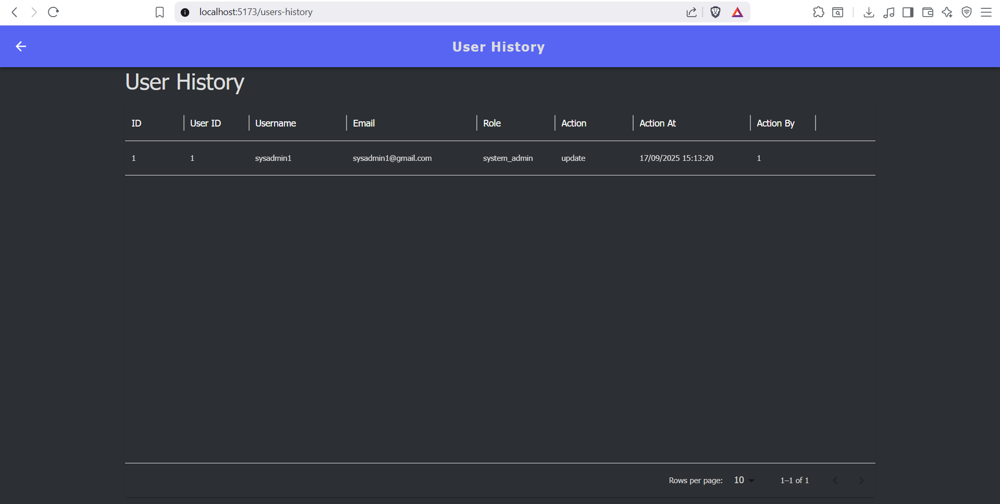 localhost:5173/users-history
User History
User History
ID User ID Username Email Role Action Action At Action By
1 1 sysadmin1 sysadmin1@gmail.com system_admin update 17/09/2025 15:13:20 1
Rows per page: 10 1–1 of 1